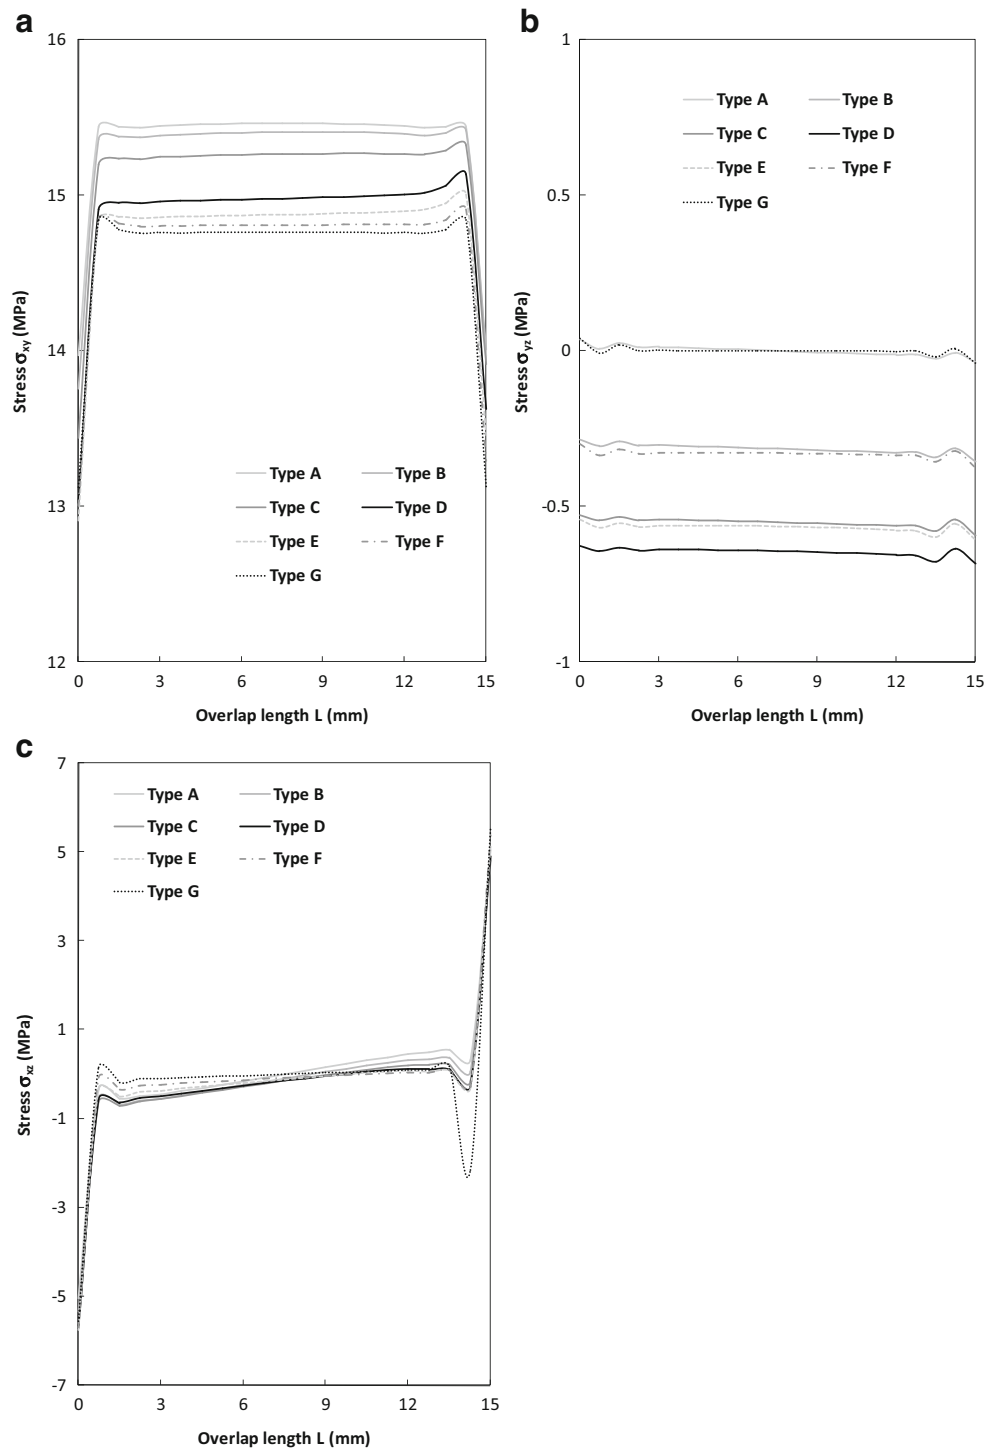 a
16
15
14
13
12
Stress σxy (MPa)
Type A
Type B
Type C
Type D
Type E
Type F
Type G
0
3
6
9
12
15
Overlap length L (mm)
b
1
0.5
0
-0.5
-1
Stress σyz (MPa)
Type A
Type B
Type C
Type D
Type E
Type F
Type G
0
3
6
9
12
15
Overlap length L (mm)
c
7
5
3
1
-1
-3
-5
-7
Stress σxz (MPa)
Type A
Type B
Type C
Type D
Type E
Type F
Type G
0
3
6
9
12
15
Overlap length L (mm)